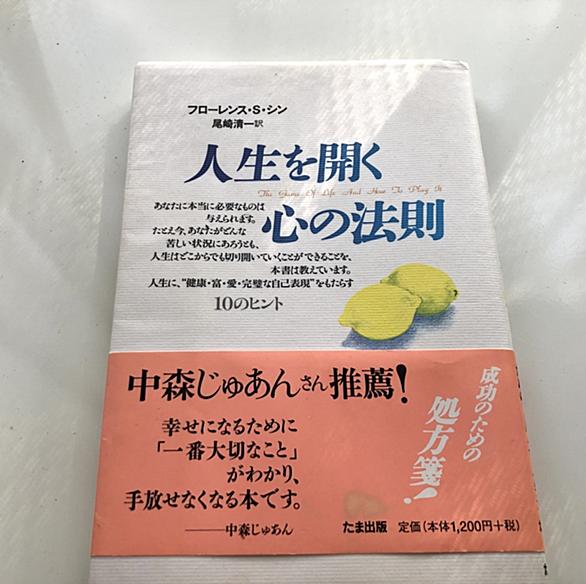 フローレンス・S・シン
尾崎清一訳
人生を開く
The Game Of Life And How To Play It
心の法則
あなたに本当に必要なものは
与えられます。
たとえ今、あなたがどんな
苦しい状況にあろうとも、
人生はどこからでも切り開いていくことができることを、
本書は教えています。
人生に、“健康・富・愛・完璧な自己表現”をもたらす
10のヒント
中森じゅあんさん推薦!
幸せになるために
「一番大切なこと」
がわかり、
手放せなくなる本です。
——中森じゅあん
成功のための
処方箋!
たま出版 定価(本体1,200円+税)